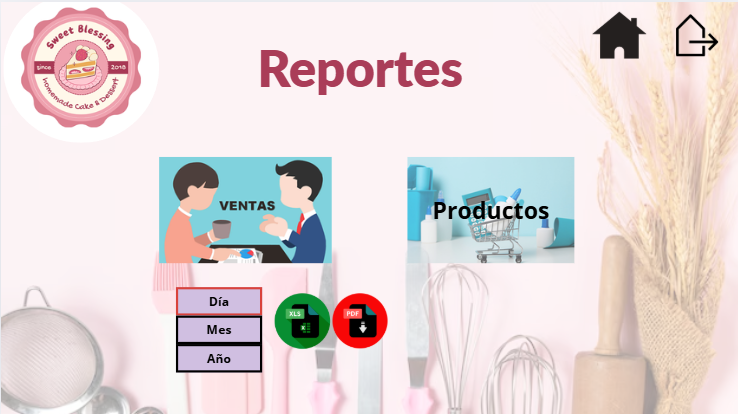 Sweet Blessing
since 2018
Homemade Cake & Dessert
Reportes
VENTAS
Productos
Día
Mes
Año
XLS
PDF